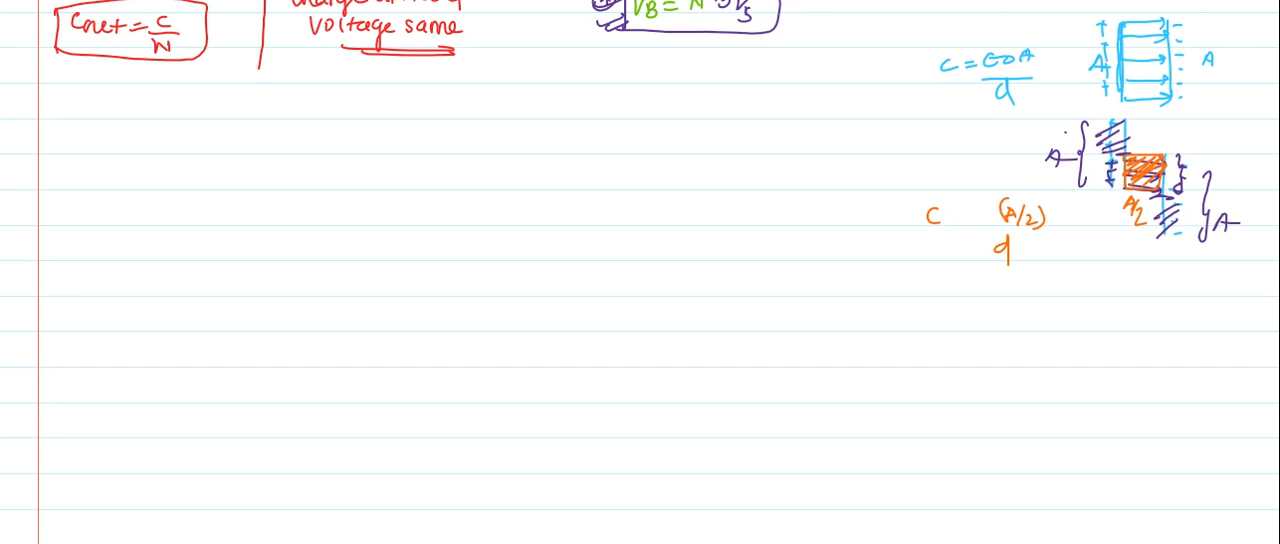 Cnet = C/N
Voltage same
VB = N
C = ε0A/d
A
A
A
A/2
A
C (A/2)
d